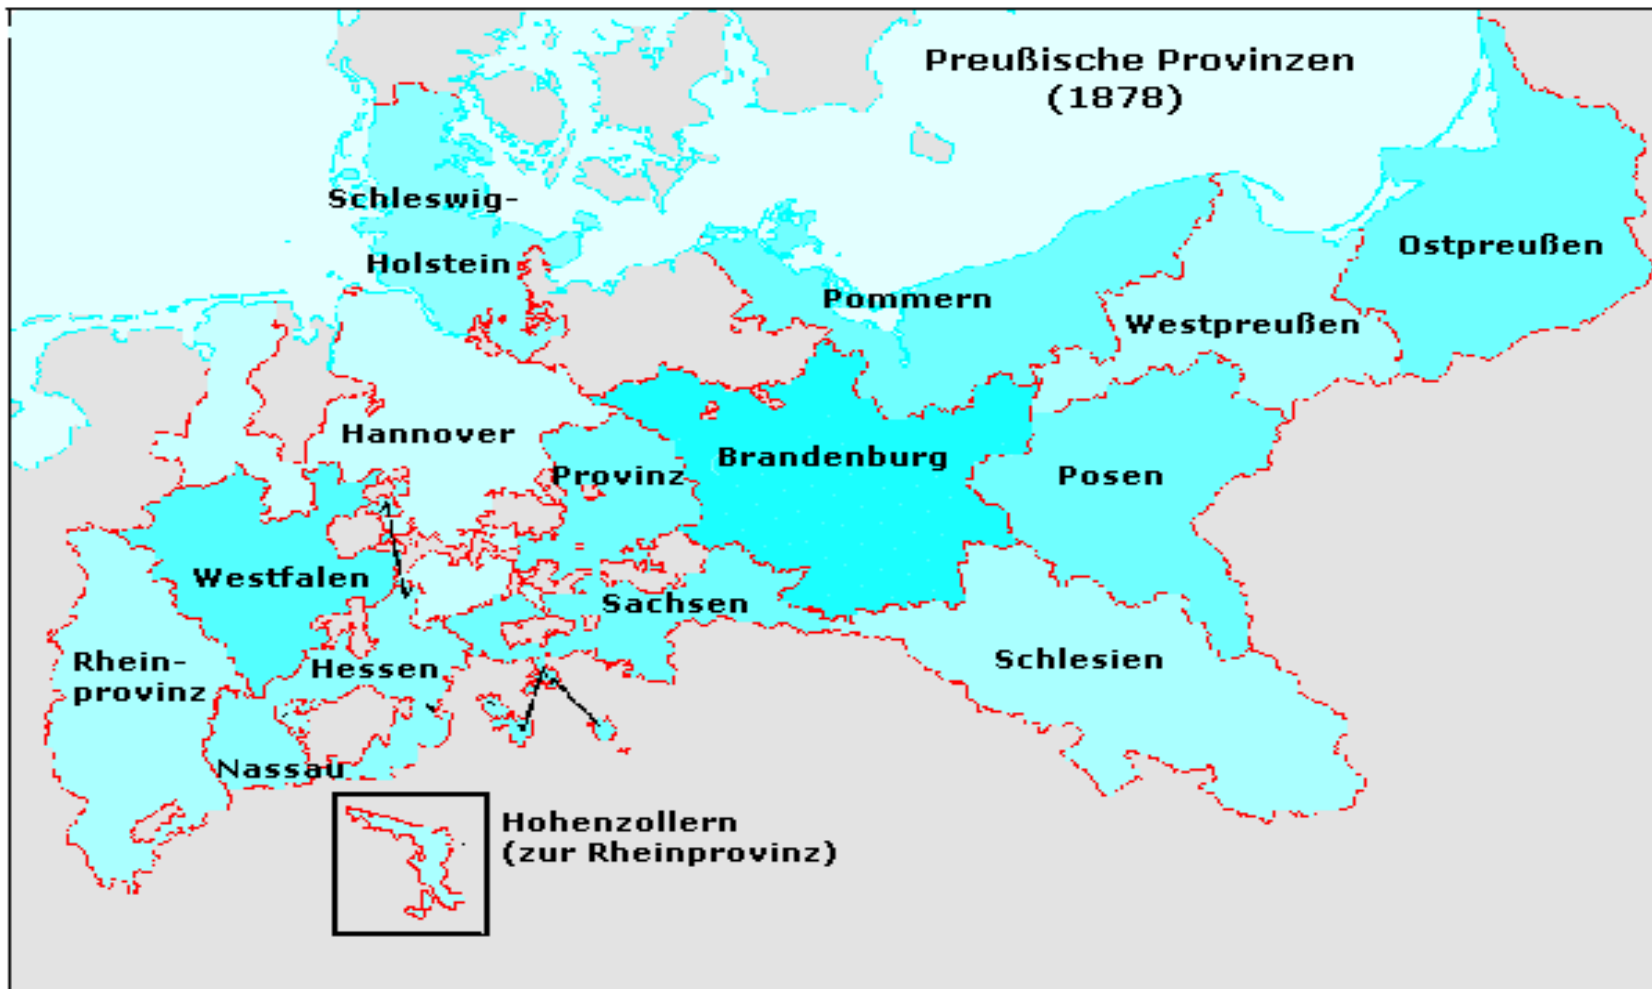 Preußische Provinzen
(1878)
Schleswig-
Holstein
Ostpreußen
Pommern
Westpreußen
Hannover
Brandenburg
Provinz
Posen
Westfalen
Sachsen
Rhein-
provinz
Hessen
Schlesien
Nassau
Hohenzollern
(zur Rheinprovinz)